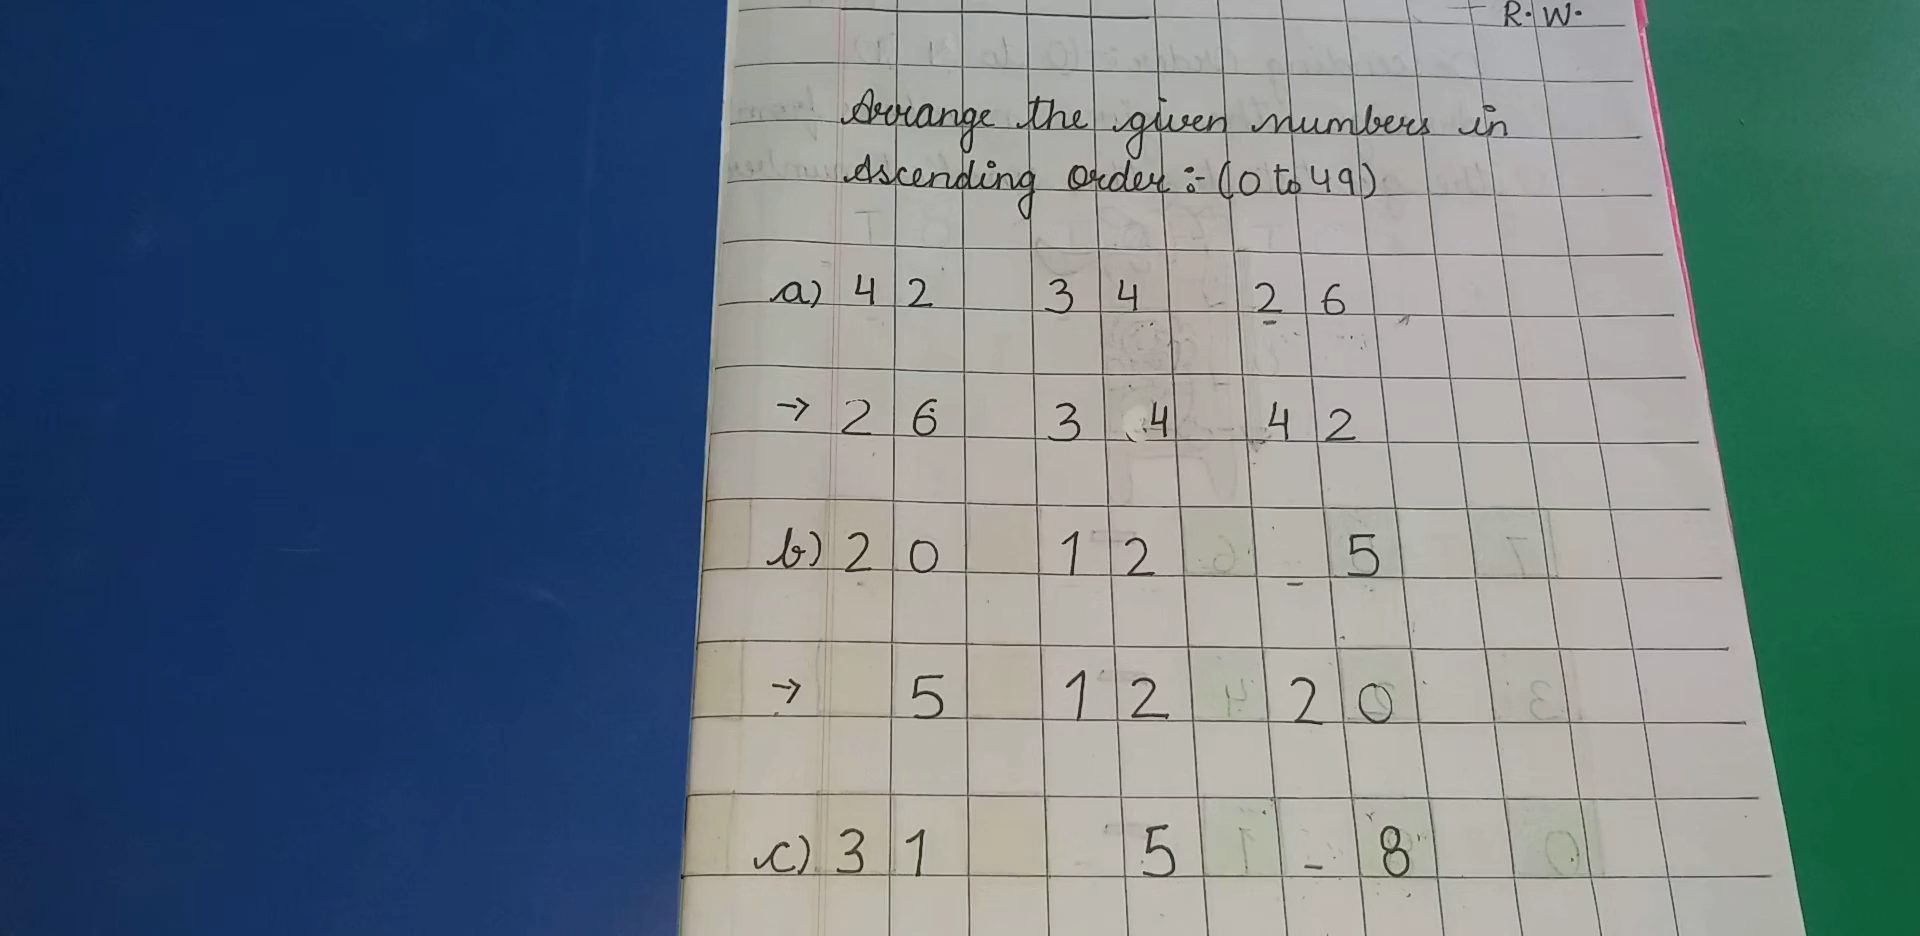 R.W.
Arrange the given numbers in
Ascending Order :- (0 to 49)
a) 42 34 26
→ 26 34 42
b) 20 12 5
→ 5 12 20
c) 31 5 8